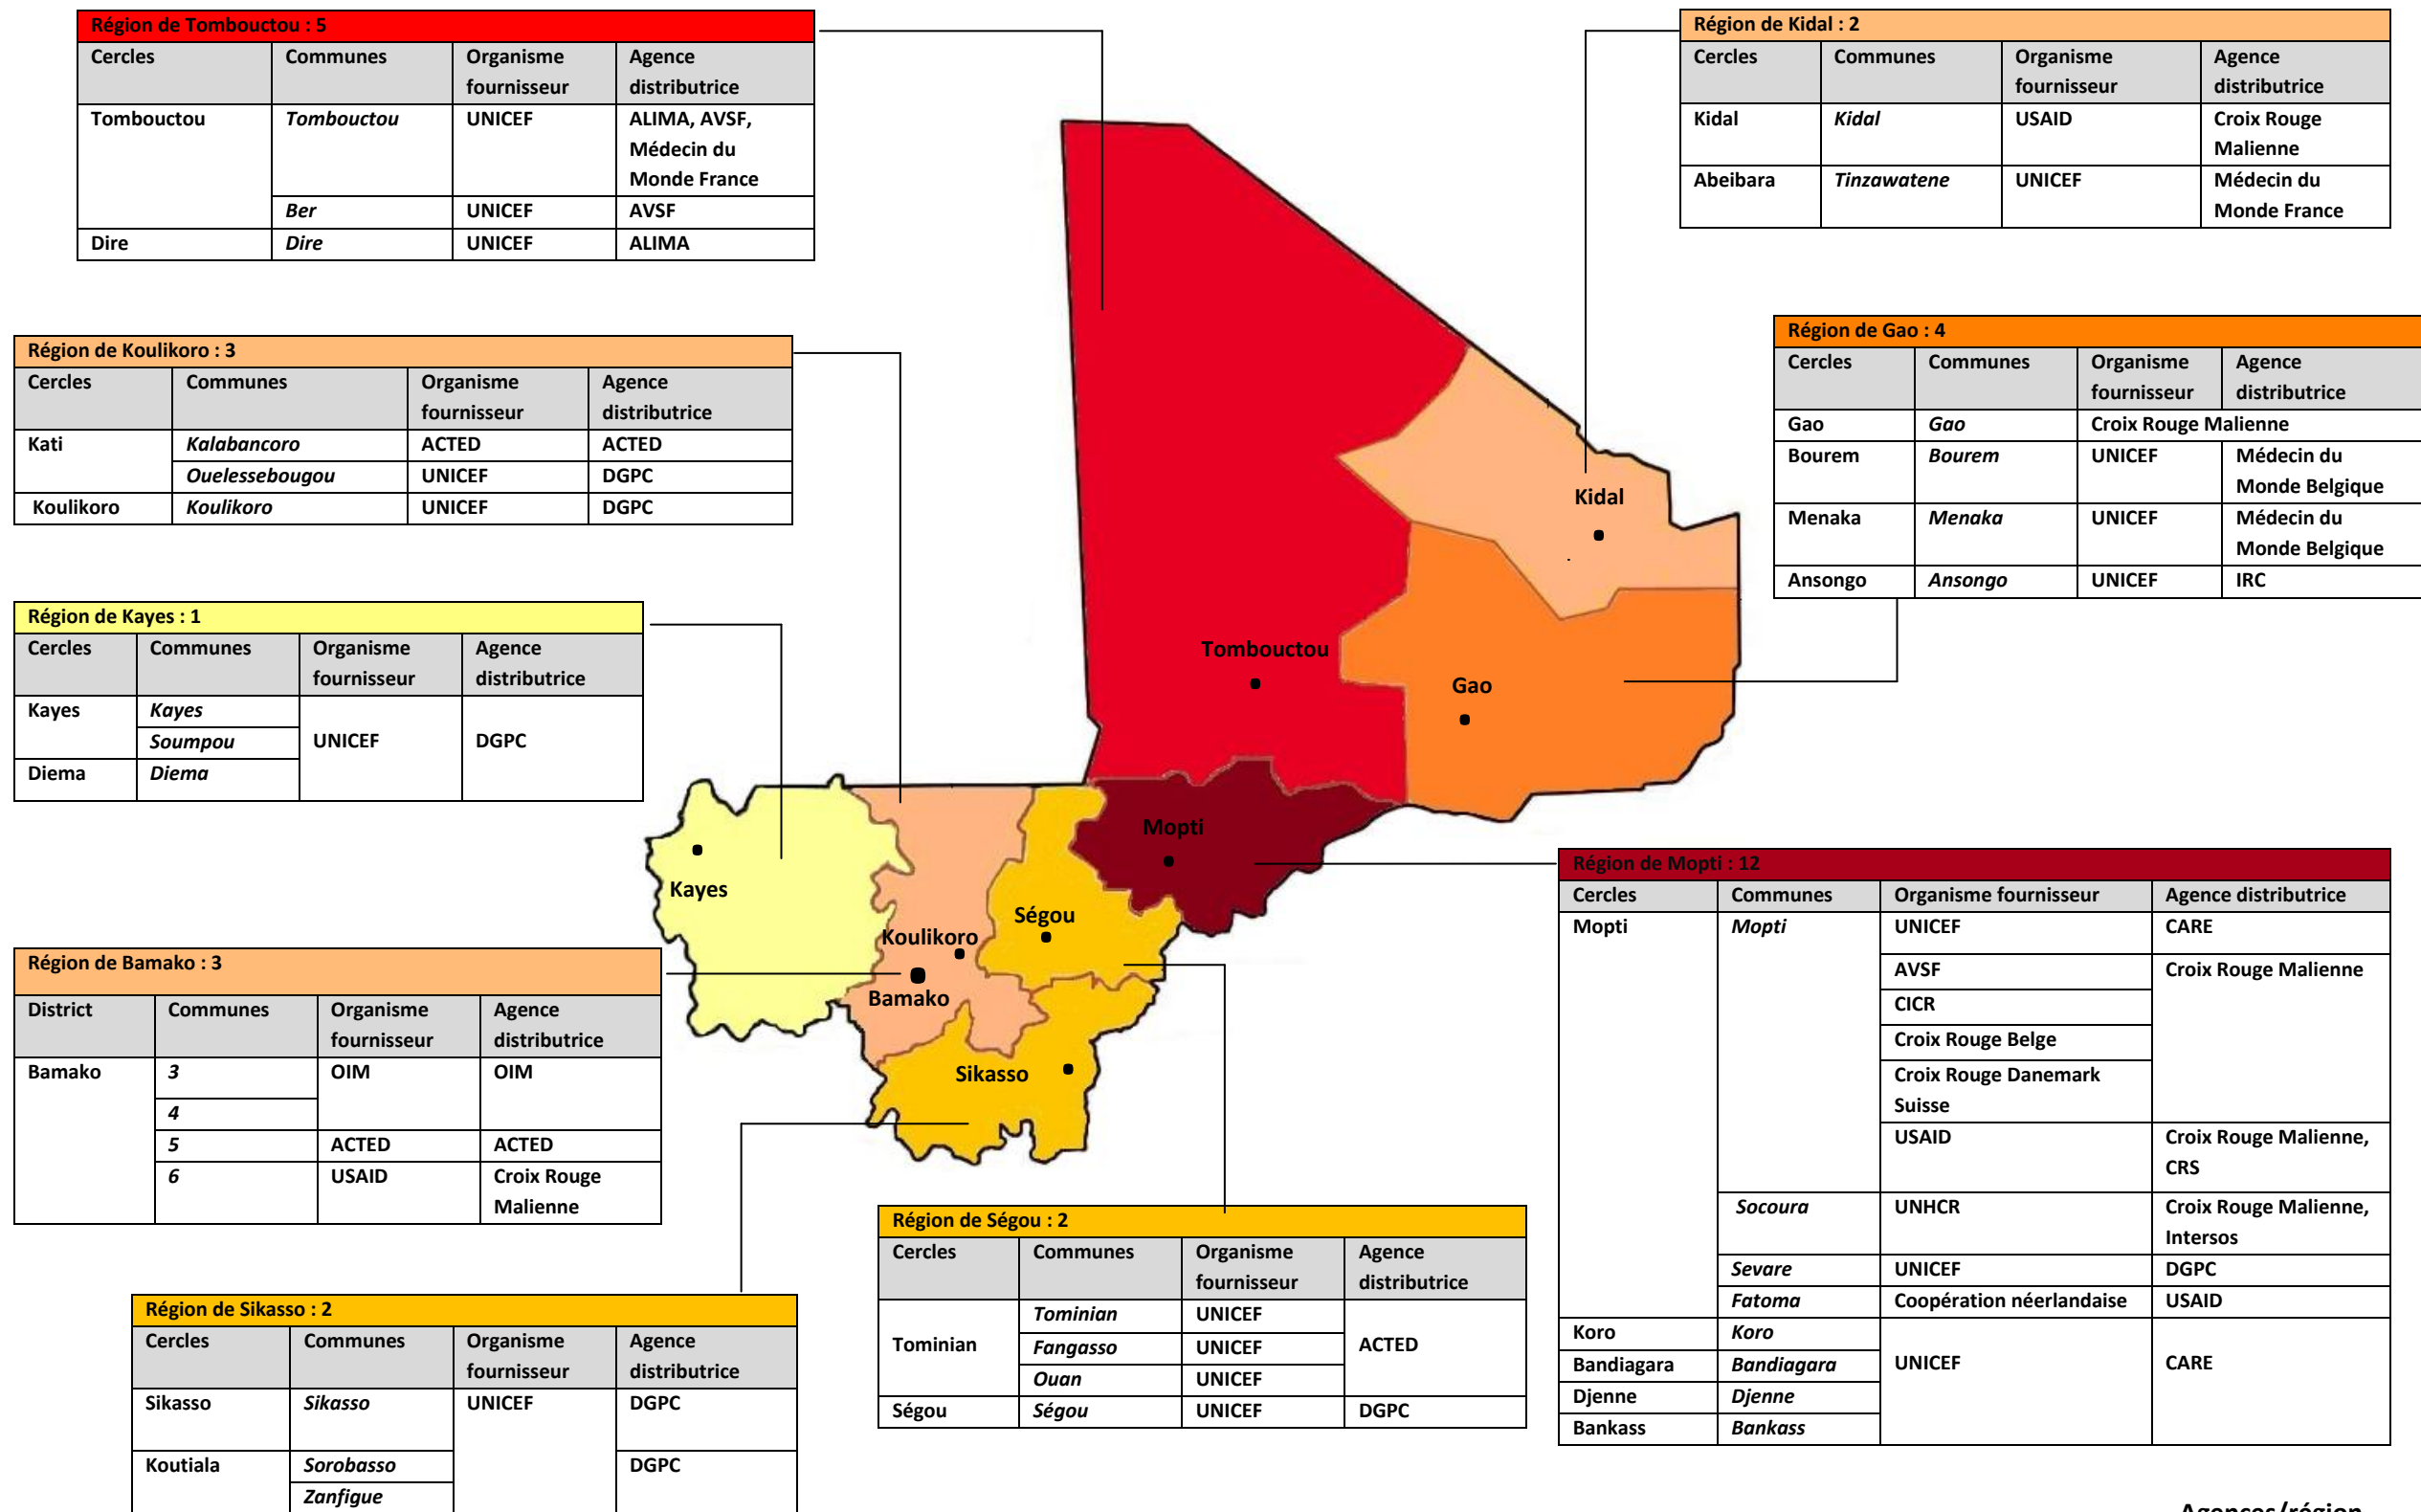 Région de Tombouctou : 5
Cercles Communes Organisme fournisseur Agence distributrice
Tombouctou Tombouctou UNICEF ALIMA, AVSF, Médecin du Monde France
Ber UNICEF AVSF
Dire Dire UNICEF ALIMA
Région de Kidal : 2
Cercles Communes Organisme fournisseur Agence distributrice
Kidal Kidal USAID Croix Rouge Malienne
Abeibara Tinzawatene UNICEF Médecin du Monde France
Région de Koulikoro : 3
Cercles Communes Organisme fournisseur Agence distributrice
Kati Kalabancoro ACTED ACTED
Ouelessebougou UNICEF DGPC
Koulikoro Koulikoro UNICEF DGPC
Région de Gao : 4
Cercles Communes Organisme fournisseur Agence distributrice
Gao Gao Croix Rouge Malienne
Bourem Bourem UNICEF Médecin du Monde Belgique
Menaka Menaka UNICEF Médecin du Monde Belgique
Ansongo Ansongo UNICEF IRC
Région de Kayes : 1
Cercles Communes Organisme fournisseur Agence distributrice
Kayes Kayes
Soumpou UNICEF DGPC
Diema Diema
Kidal
Tombouctou
Gao
Mopti
Kayes
Ségou
Koulikoro
Bamako
Sikasso
Région de Mopti : 12
Cercles Communes Organisme fournisseur Agence distributrice
Mopti Mopti UNICEF CARE
AVSF Croix Rouge Malienne
CICR
Croix Rouge Belge
Croix Rouge Danemark Suisse
USAID Croix Rouge Malienne, CRS
Socoura UNHCR Croix Rouge Malienne, Intersos
Sevare UNICEF DGPC
Fatoma Coopération néerlandaise USAID
Koro Koro
Bandiagara Bandiagara UNICEF CARE
Djenne Djenne
Bankass Bankass
Région de Bamako : 3
District Communes Organisme fournisseur Agence distributrice
Bamako 3 OIM OIM
4
5 ACTED ACTED
6 USAID Croix Rouge Malienne
Région de Ségou : 2
Cercles Communes Organisme fournisseur Agence distributrice
Tominian UNICEF
Tominian Fangasso UNICEF ACTED
Ouan UNICEF
Ségou Ségou UNICEF DGPC
Région de Sikasso : 2
Cercles Communes Organisme fournisseur Agence distributrice
Sikasso Sikasso UNICEF DGPC
Koutiala Sorobasso DGPC
Zanfigue
Agences/région